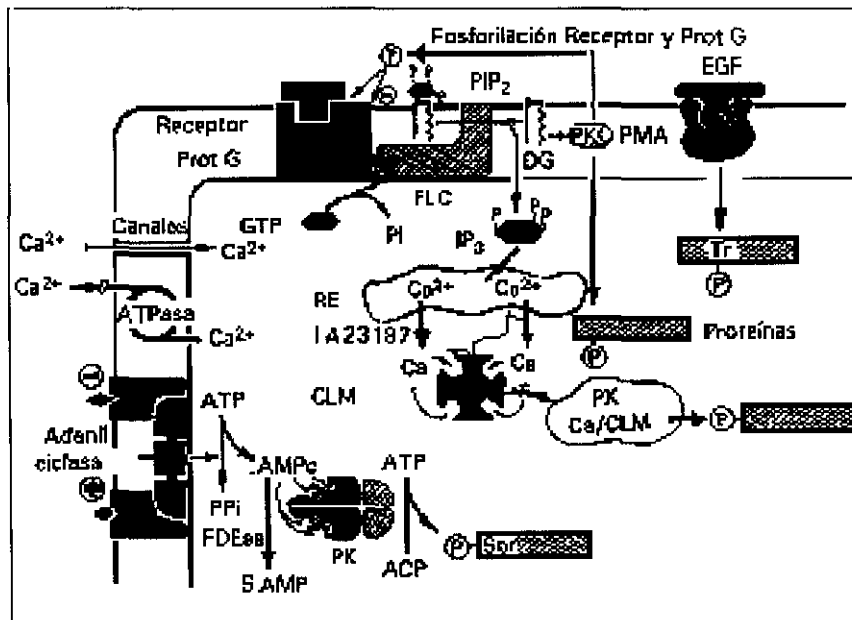 Fosforilación Receptor y Prot G
P
PIP2
EGF
Receptor
Prot G
PKC PMA
DG
FLC
GTP
Pi
P P P
IP3
Canales
Ca2+
Ca2+
Tr
P
Ca2+
ATPasa
Ca2+
RE
Ca2+ Ca2+
A23187
Proteínas
P
Ca Ca
CLM
PK
Ca/CLM
P
ATP
Adenil
ciclasa
AMPc
ATP
PPi
FDEsa
PK
P
Ser
5 AMP
ACP